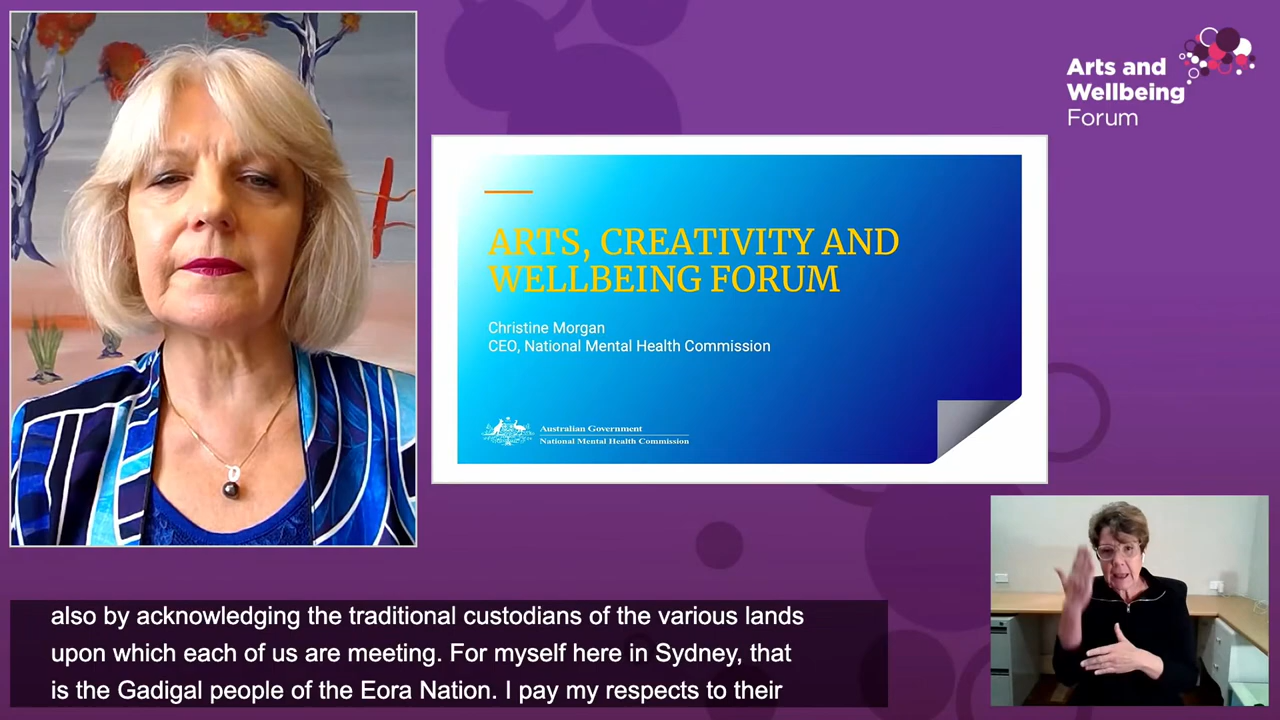 Arts and
Wellbeing
Forum
ARTS, CREATIVITY AND
WELLBEING FORUM
Christine Morgan
CEO, National Mental Health Commission
Australian Government
National Mental Health Commission
also by acknowledging the traditional custodians of the various lands
upon which each of us are meeting. For myself here in Sydney, that
is the Gadigal people of the Eora Nation. I pay my respects to their